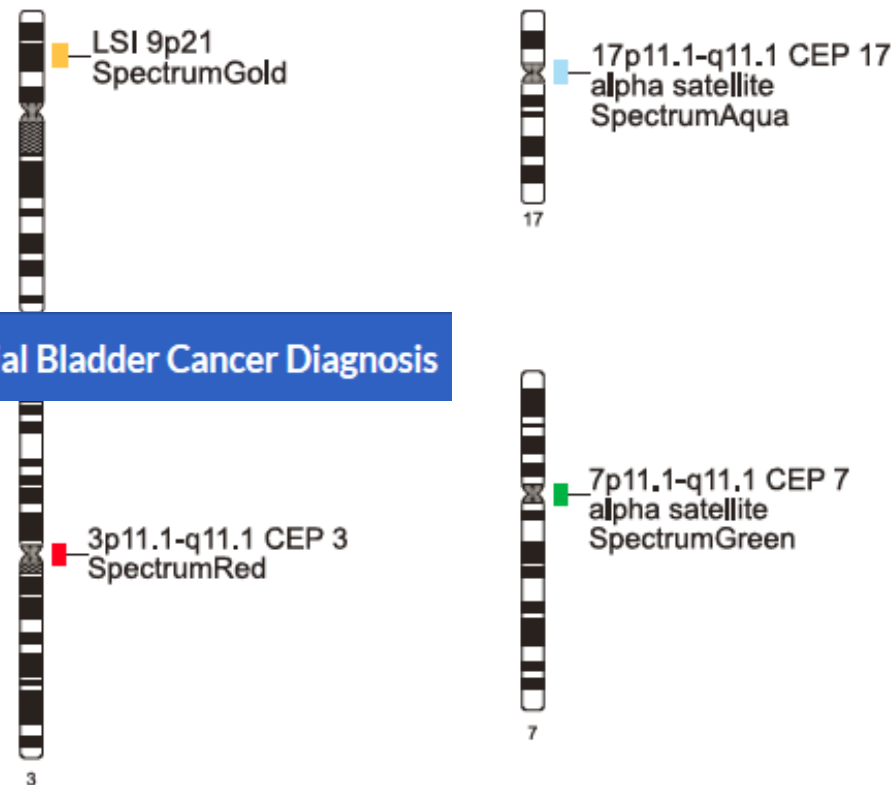 LSI 9p21
SpectrumGold
17p11.1-q11.1 CEP 17
alpha satellite
SpectrumAqua
17
Bladder Cancer Diagnosis
3p11.1-q11.1 CEP 3
SpectrumRed
3
7p11.1-q11.1 CEP 7
alpha satellite
SpectrumGreen
7